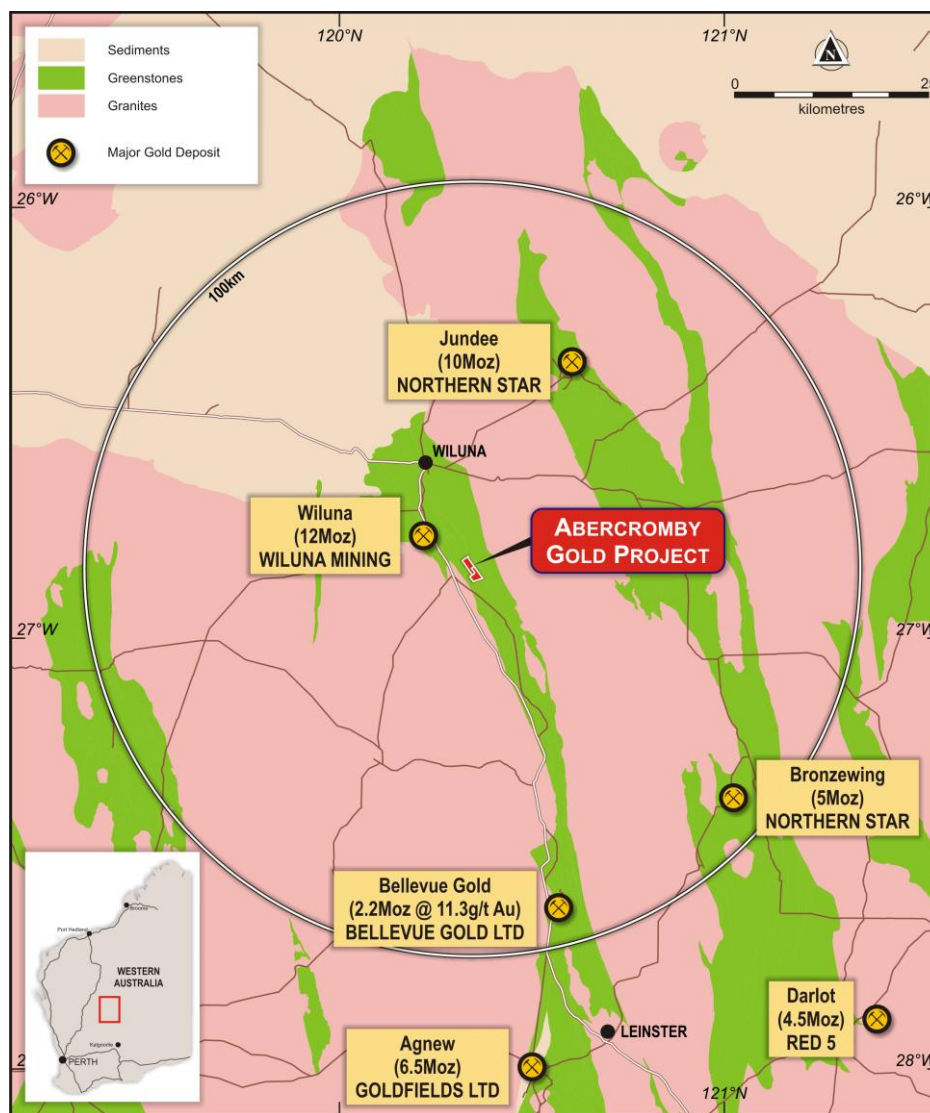 120°N
121°N
Sediments
Greenstones
Granites
Major Gold Deposit
N
0
25
kilometres
26°W
26°W
100km
Jundee
(10Moz)
NORTHERN STAR
WILUNA
Wiluna
(12Moz)
WILUNA MINING
ABERCROMBY
GOLD PROJECT
27°W
27°W
Bronzewing
(5Moz)
NORTHERN STAR
Bellevue Gold
(2.2Moz @ 11.3g/t Au)
BELLEVUE GOLD LTD
Broome
Port Hedland
WESTERN
AUSTRALIA
Kalgoorlie
PERTH
Darlot
(4.5Moz)
RED 5
LEINSTER
Agnew
(6.5Moz)
GOLDFIELDS LTD
28°W
121°N